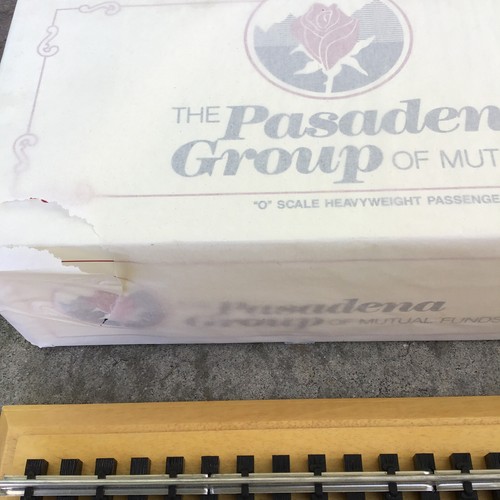 THE Pasaden
Group OF MUT
"O" SCALE HEAVYWEIGHT PASSENGE
Pasadena
Group OF MUTUAL FUNDS